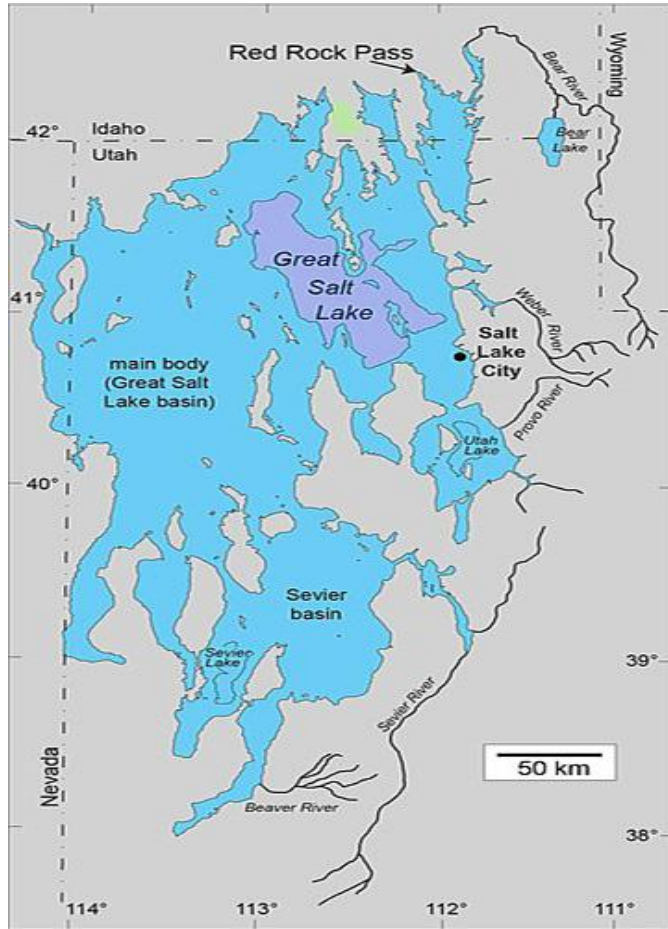 Red Rock Pass
Bear River
Wyoming
42°
Idaho
Utah
Bear
Lake
Great
Salt
Lake
41°
Weber
River
Salt
Lake
City
main body
(Great Salt
Lake basin)
Provo River
Utah Lake
40°
Sevier
basin
Sevier
Lake
39°
Sevier River
50 km
Nevada
Beaver River
38°
114°
113°
112°
111°